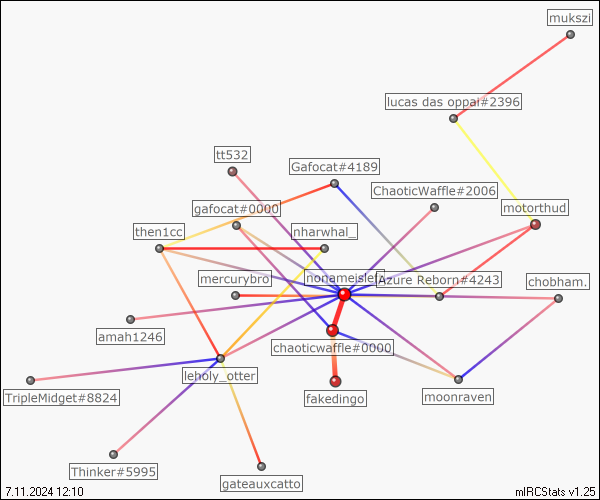 mukszi
lucas das oppai#2396
tt532
Gafocat#4189
ChaoticWaffle#2006
gafocat#0000
motorthud
then1cc
nharwhal_
mercurybro
Azure Reborn#4243
chobham.
amah1246
chaoticwaffle#0000
leholy_otter
TripleMidget#8824
fakedingo
moonraven
Thinker#5995
gateauxcatto
7.11.2024 12:10
mIRCStats v1.25